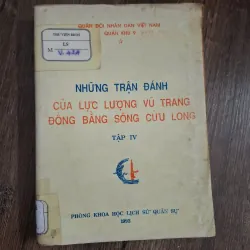 QUÂN ĐỘI NHÂN DÂN VIỆT NAM
QUÂN KHU
NHỮNG TRẬN ĐÁNH
CỦA LỰC LƯỢNG VŨ TRANG
ĐỒNG BẰNG SÔNG CỬU LONG
TẬP IV
PHÒNG KHOA HỌC LỊCH SỬ QUÂN SỰ